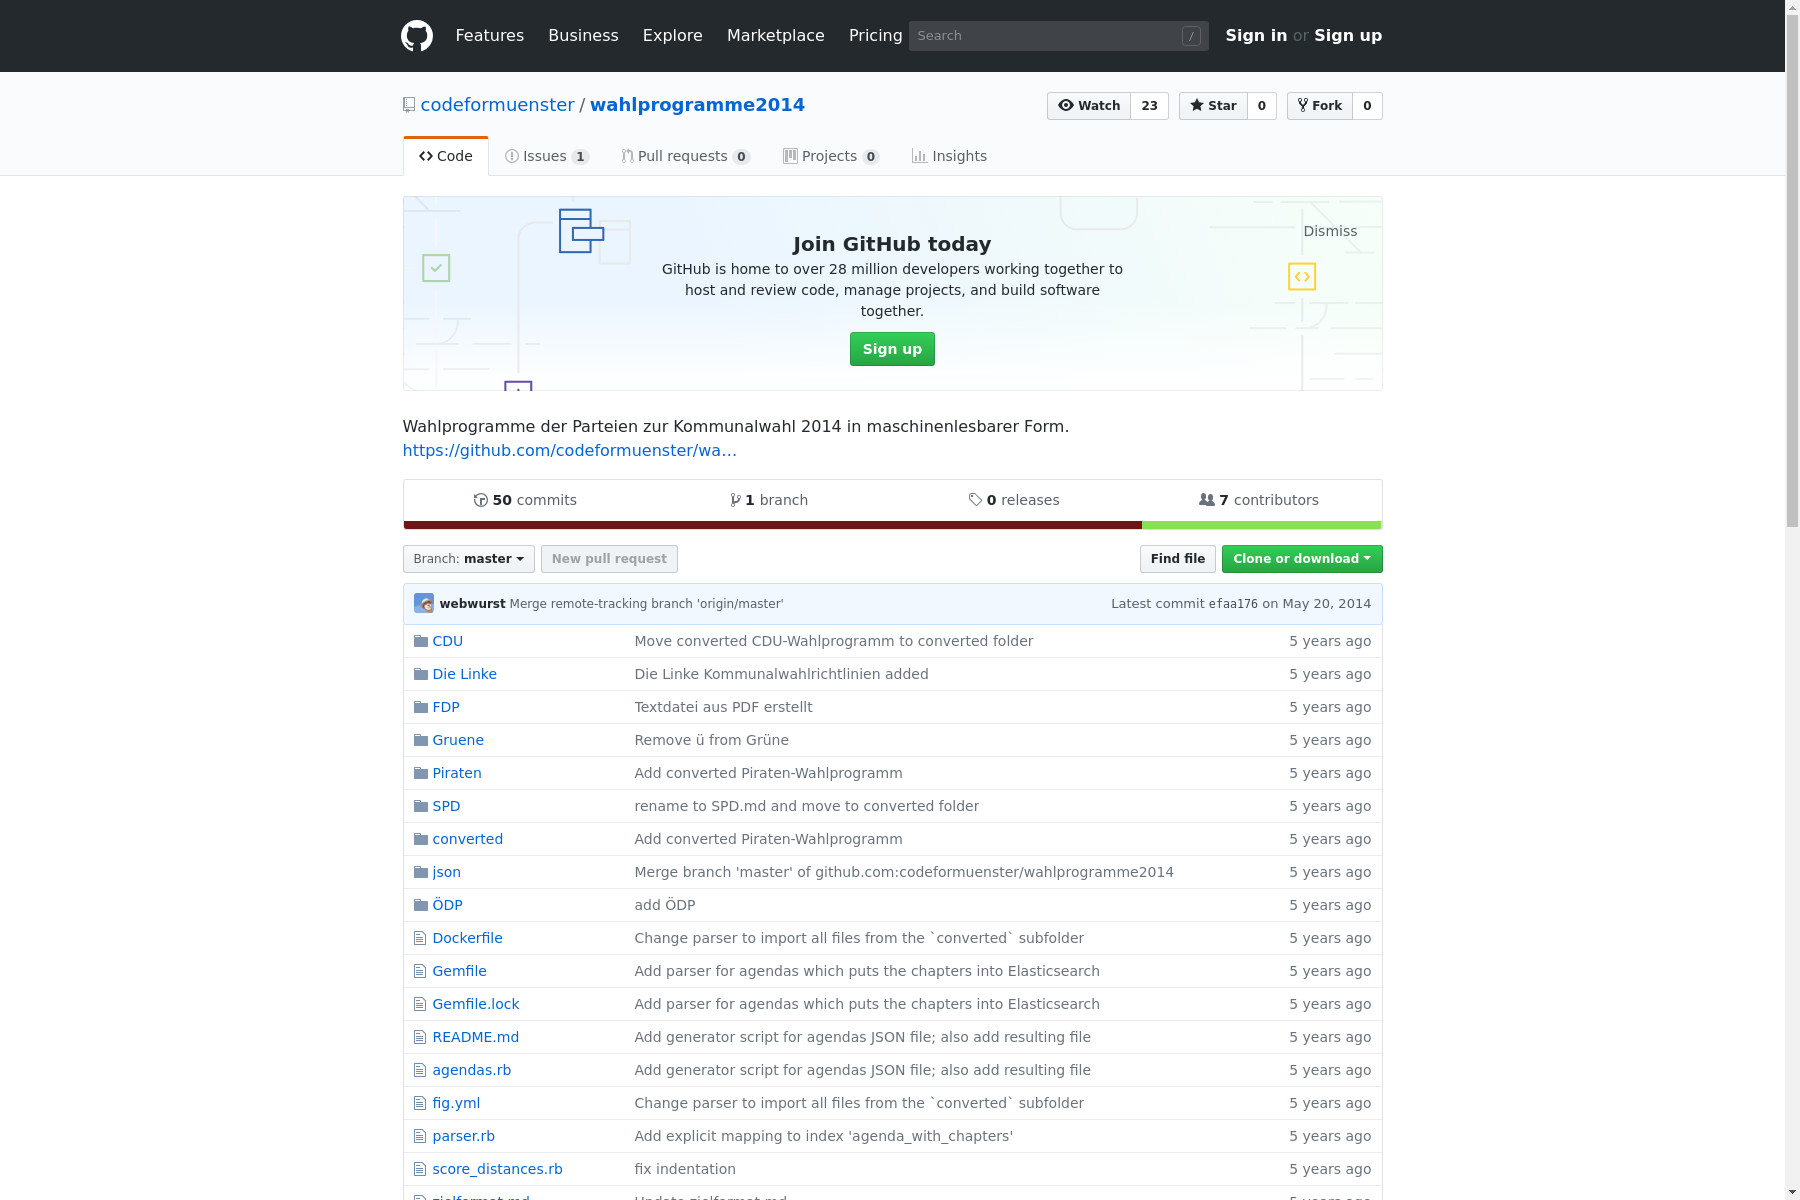 Features Business Explore Marketplace Pricing Search / Sign in or Sign up
codeformuenster / wahlprogramme2014 Watch 23 Star 0 Fork 0
Code Issues 1 Pull requests 0 Projects 0 Insights
Dismiss
Join GitHub today
GitHub is home to over 28 million developers working together to
host and review code, manage projects, and build software
together.
Sign up
Wahlprogramme der Parteien zur Kommunalwahl 2014 in maschinenlesbarer Form.
https://github.com/codeformuenster/wa…
50 commits 1 branch 0 releases 7 contributors
Branch: master New pull request Find file Clone or download
webwurst Merge remote-tracking branch 'origin/master' Latest commit efaa176 on May 20, 2014
CDU Move converted CDU-Wahlprogramm to converted folder 5 years ago
Die Linke Die Linke Kommunalwahlrichtlinien added 5 years ago
FDP Textdatei aus PDF erstellt 5 years ago
Gruene Remove ü from Grüne 5 years ago
Piraten Add converted Piraten-Wahlprogramm 5 years ago
SPD rename to SPD.md and move to converted folder 5 years ago
converted Add converted Piraten-Wahlprogramm 5 years ago
json Merge branch 'master' of github.com:codeformuenster/wahlprogramme2014 5 years ago
ÖDP add ÖDP 5 years ago
Dockerfile Change parser to import all files from the `converted` subfolder 5 years ago
Gemfile Add parser for agendas which puts the chapters into Elasticsearch 5 years ago
Gemfile.lock Add parser for agendas which puts the chapters into Elasticsearch 5 years ago
README.md Add generator script for agendas JSON file; also add resulting file 5 years ago
agendas.rb Add generator script for agendas JSON file; also add resulting file 5 years ago
fig.yml Change parser to import all files from the `converted` subfolder 5 years ago
parser.rb Add explicit mapping to index 'agenda_with_chapters' 5 years ago
score_distances.rb fix indentation 5 years ago
zielformat.md Update zielformat.md 5 years ago